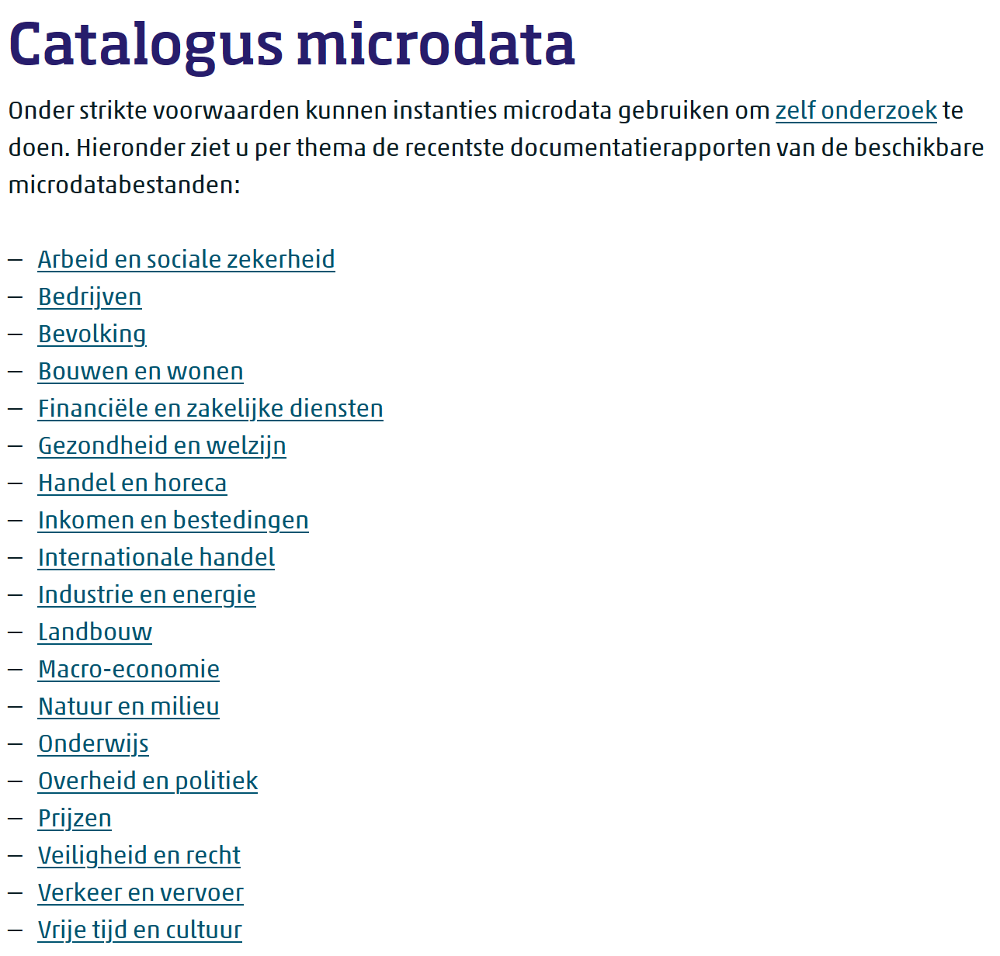 Catalogus microdata
Onder strikte voorwaarden kunnen instanties microdata gebruiken om zelf onderzoek te
doen. Hieronder ziet u per thema de recentste documentatierapporten van de beschikbare
microdatabestanden:
– Arbeid en sociale zekerheid
– Bedrijven
– Bevolking
– Bouwen en wonen
– Financiële en zakelijke diensten
– Gezondheid en welzijn
– Handel en horeca
– Inkomen en bestedingen
– Internationale handel
– Industrie en energie
– Landbouw
– Macro-economie
– Natuur en milieu
– Onderwijs
– Overheid en politiek
– Prijzen
– Veiligheid en recht
– Verkeer en vervoer
– Vrije tijd en cultuur